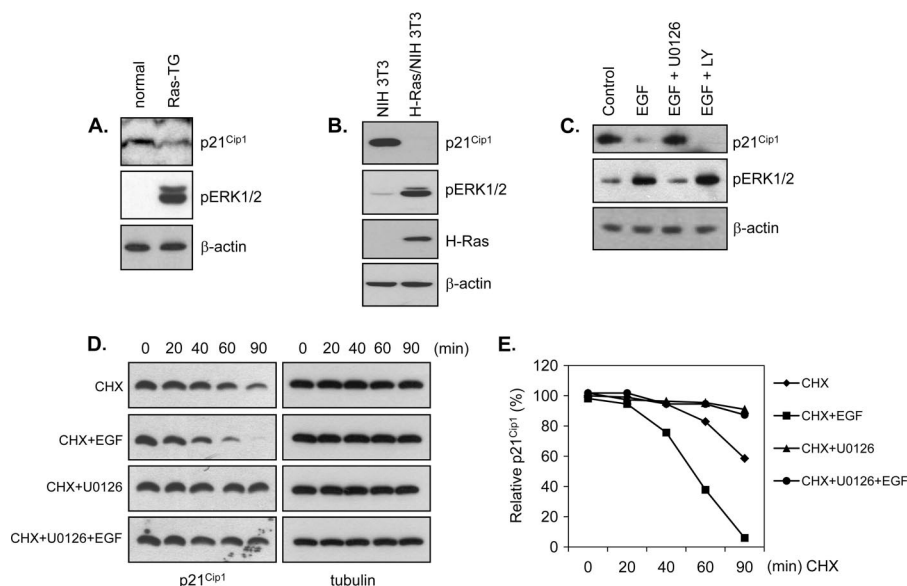 A.
normal
Ras-TG
p21Cip1
pERK1/2
β-actin
B.
NIH 3T3
H-Ras/NIH 3T3
p21Cip1
pERK1/2
H-Ras
β-actin
C.
Control
EGF
EGF + U0126
EGF + LY
p21Cip1
pERK1/2
β-actin
D.
0 20 40 60 90 0 20 40 60 90 (min)
CHX
CHX+EGF
CHX+U0126
CHX+U0126+EGF
p21Cip1 tubulin
E.
Relative p21Cip1 (%)
120
100
80
60
40
20
0
0 20 40 60 90 (min) CHX
CHX
CHX+EGF
CHX+U0126
CHX+U0126+EGF